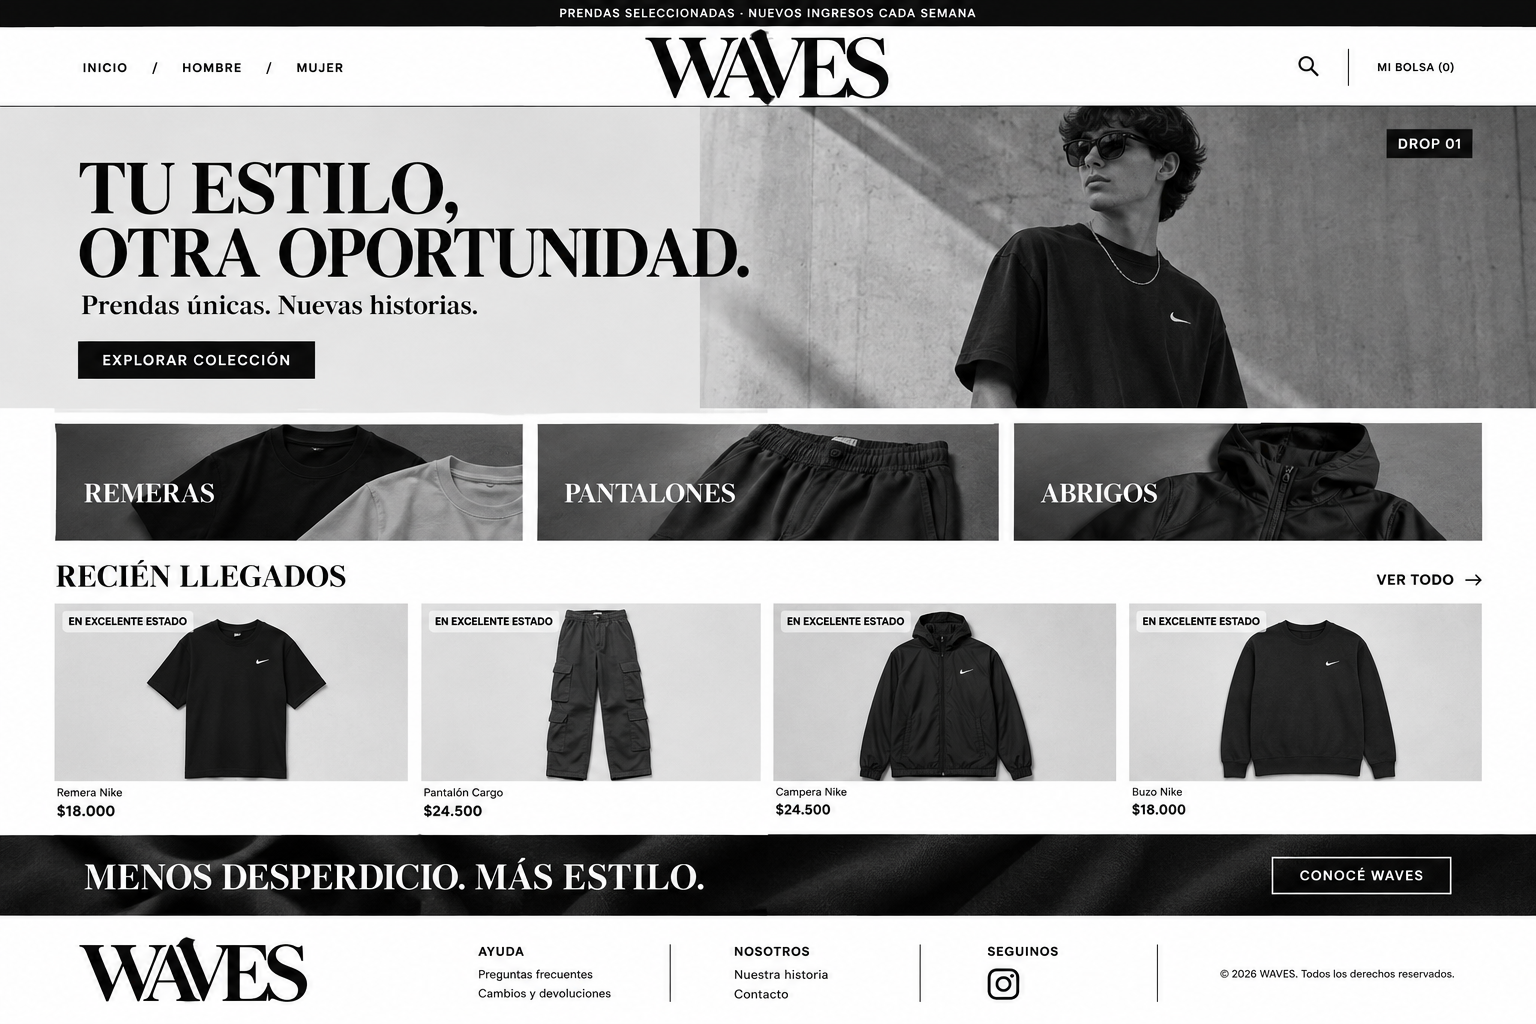 PRENDAS SELECCIONADAS · NUEVOS INGRESOS CADA SEMANA
INICIO / HOMBRE / MUJER
WAVES
MI BOLSA (0)
DROP 01
TU ESTILO,
OTRA OPORTUNIDAD.
Prendas únicas. Nuevas historias.
EXPLORAR COLECCIÓN
REMERAS
PANTALONES
ABRIGOS
RECIÉN LLEGADOS
VER TODO →
EN EXCELENTE ESTADO
Remera Nike
$18.000
EN EXCELENTE ESTADO
Pantalón Cargo
$24.500
EN EXCELENTE ESTADO
Campera Nike
$24.500
EN EXCELENTE ESTADO
Buzo Nike
$18.000
MENOS DESPERDICIO. MÁS ESTILO.
CONOCÉ WAVES
WAVES
AYUDA
Preguntas frecuentes
Cambios y devoluciones
NOSOTROS
Nuestra historia
Contacto
SEGUINOS
© 2026 WAVES. Todos los derechos reservados.